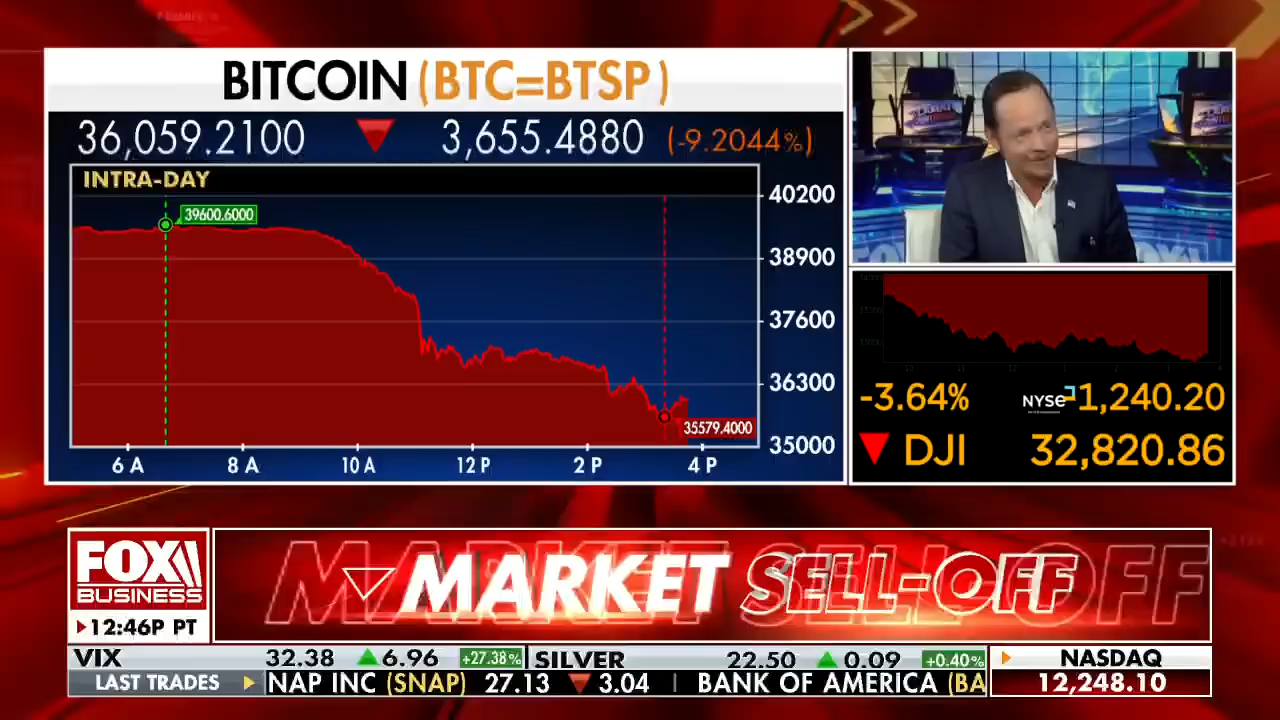 BITCOIN (BTC=BTSP)
36,059.2100 ▼ 3,655.4880 (-9.2044%)
INTRA-DAY
39600.6000
35579.4000
40200
38900
37600
36300
35000
6 A 8 A 10 A 12 P 2 P 4 P
-3.64% NYSE -1,240.20
▼ DJI 32,820.86
FOX
BUSINESS
12:46P PT
MARKET SELL-OFF
VIX 32.38 ▲ 6.96 +27.38% SILVER 22.50 ▲ 0.09 +0.40%
LAST TRADES NAP INC (SNAP) 27.13 ▼ 3.04 | BANK OF AMERICA (BA
NASDAQ
12,248.10